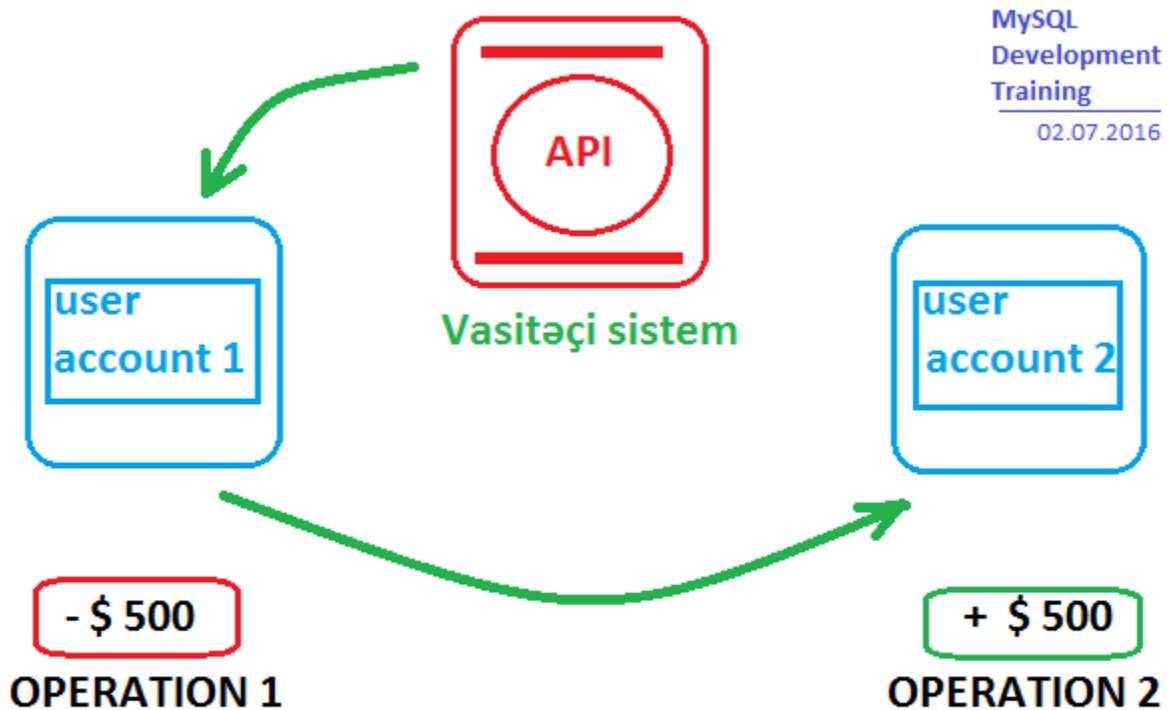 MySQL
Development
Training
02.07.2016
API
Vasitəçi sistem
user
account 1
user
account 2
- $ 500
OPERATION 1
+ $ 500
OPERATION 2